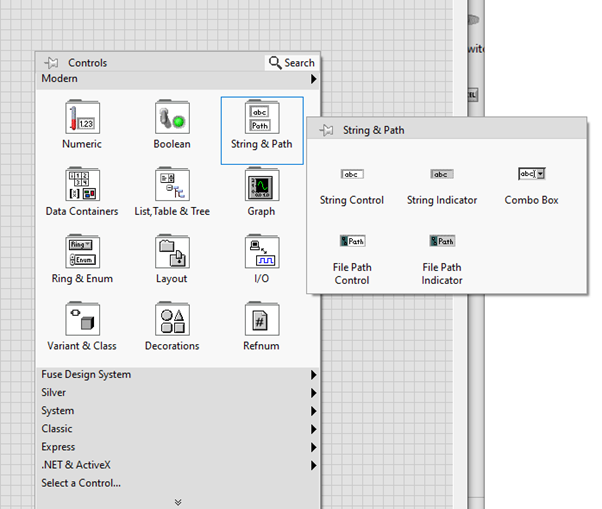 Controls
Search
Modern
Numeric
Boolean
String & Path
Data Containers
List, Table & Tree
Graph
Ring & Enum
Layout
I/O
Variant & Class
Decorations
Refnum
Fuse Design System
Silver
System
Classic
Express
.NET & ActiveX
Select a Control...
String & Path
String Control
String Indicator
Combo Box
File Path
Control
File Path
Indicator
1.23
abc
Path
Ring
Enum
abc
abc
abc
Path
Path